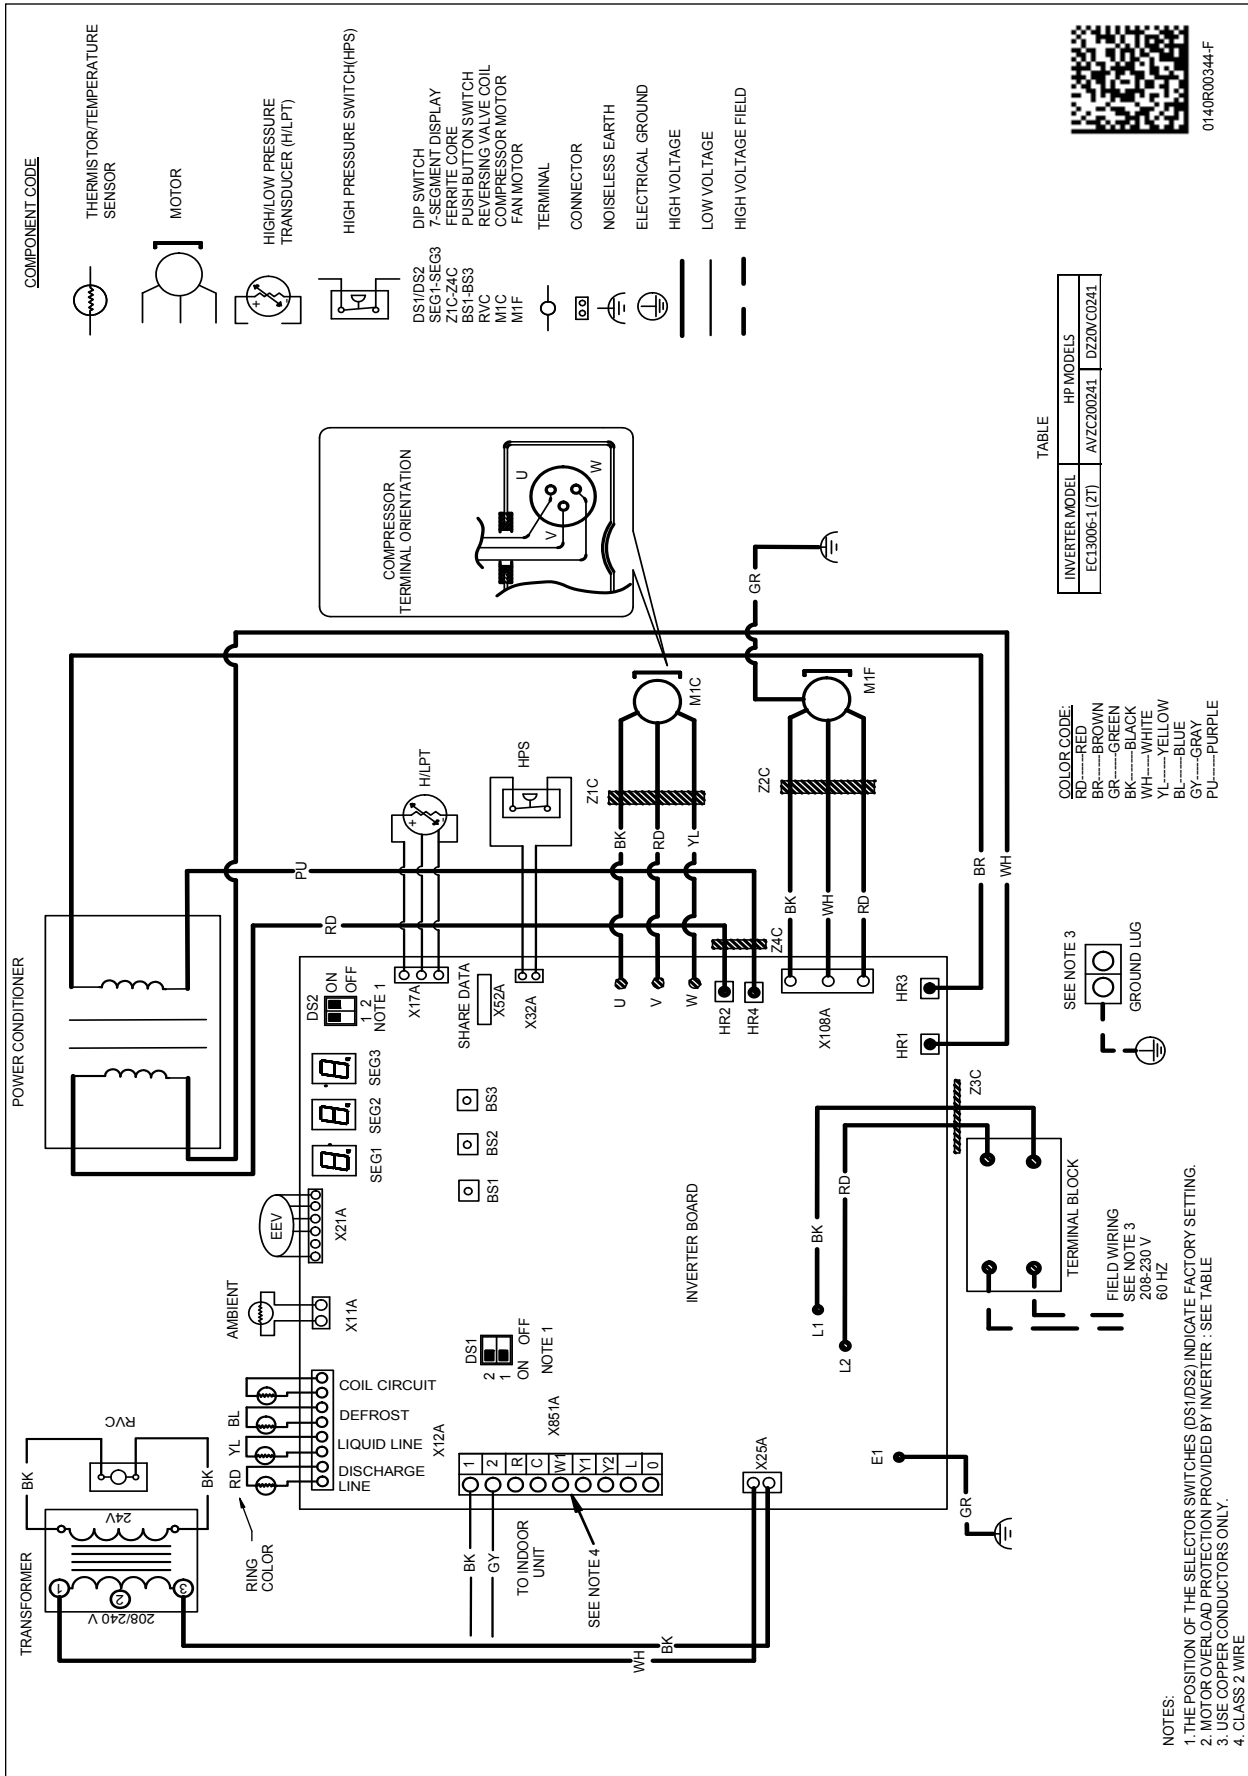 COMPONENT CODE
THERMISTOR/TEMPERATURE
SENSOR
MOTOR
HIGH/LOW PRESSURE
TRANSDUCER (H/LPT)
HIGH PRESSURE SWITCH(HPS)
DS1/DS2 DIP SWITCH
SEG1-SEG3 7-SEGMENT DISPLAY
Z1C-Z4C FERRITE CORE
BS1-BS3 PUSH BUTTON SWITCH
RVC REVERSING VALVE COIL
M1C COMPRESSOR MOTOR
M1F FAN MOTOR
TERMINAL
CONNECTOR
NOISELESS EARTH
ELECTRICAL GROUND
HIGH VOLTAGE
LOW VOLTAGE
HIGH VOLTAGE FIELD
0140R00344-F
TABLE
INVERTER MODEL HP MODELS
EC13006-1 (2T) AVZC200241 DZ20VC0241
COMPRESSOR
TERMINAL ORIENTATION
U
V
W
POWER CONDITIONER
TRANSFORMER
208/240 V
24V
1
2
3
BK
BK
RVC
RING
COLOR
RD
YL
BL
DISCHARGE
LINE
LIQUID LINE
DEFROST
COIL CIRCUIT
X12A
AMBIENT
X11A
EEV
X21A
SEG1
SEG2
SEG3
DS2
ON
OFF
1 2
NOTE 1
X17A
H/LPT
PU
RD
SHARE DATA
X52A
X32A
HPS
BS1
BS2
BS3
DS1
2
1
ON
OFF
NOTE 1
X851A
1
2
R
C
W1
Y1
Y2
L
0
BK
GY
TO INDOOR
UNIT
SEE NOTE 4
WH
BK
X25A
E1
GR
INVERTER BOARD
U
V
W
BK
RD
YL
Z1C
M1C
GR
HR2
HR4
Z4C
X108A
BK
WH
RD
Z2C
M1F
HR3
HR1
BR
WH
L1
BK
L2
RD
Z3C
TERMINAL BLOCK
FIELD WIRING
SEE NOTE 3
208-230 V
60 HZ
SEE NOTE 3
GROUND LUG
COLOR CODE:
RD-----RED
BR------BROWN
GR----GREEN
BK------BLACK
WH----WHITE
YL-------YELLOW
BL-----BLUE
GY---GRAY
PU------PURPLE
NOTES:
1.THE POSITION OF THE SELECTOR SWITCHES (DS1/DS2) INDICATE FACTORY SETTING.
2. MOTOR OVERLOAD PROTECTION PROVIDED BY INVERTER : SEE TABLE
3. USE COPPER CONDUCTORS ONLY.
4. CLASS 2 WIRE